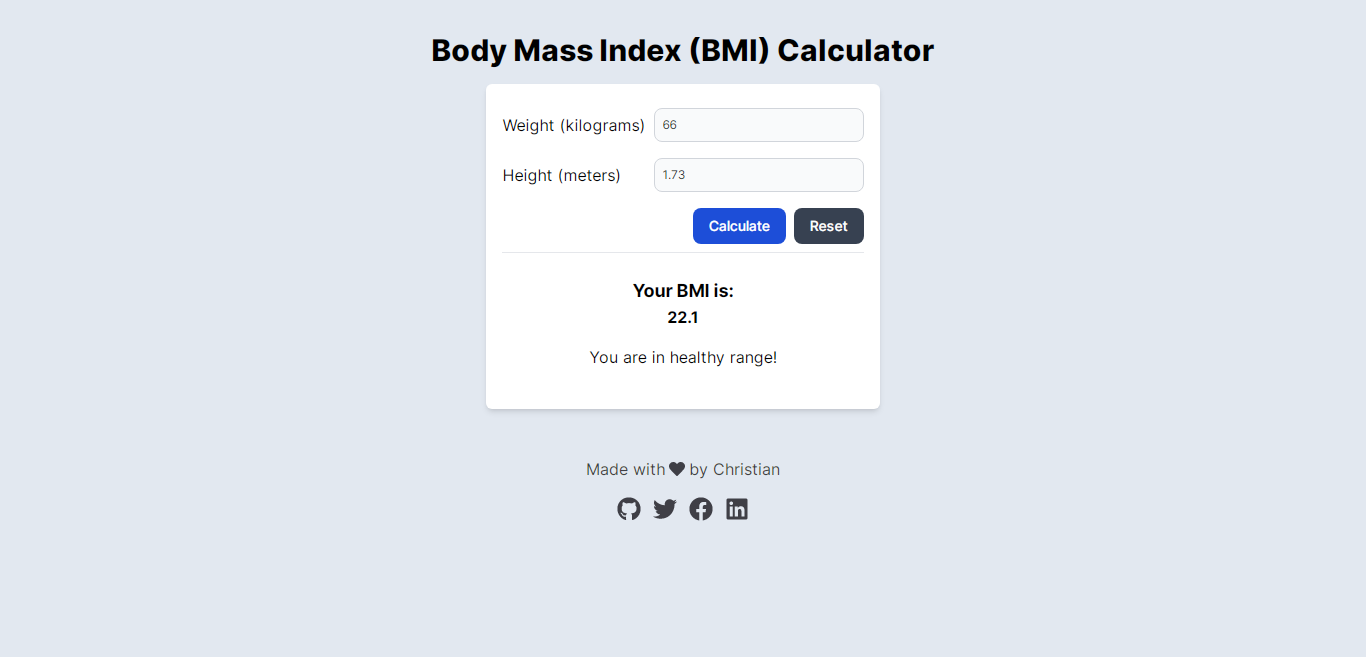 Body Mass Index (BMI) Calculator
Weight (kilograms) 66
Height (meters) 1.73
Calculate Reset
Your BMI is:
22.1
You are in healthy range!
Made with by Christian